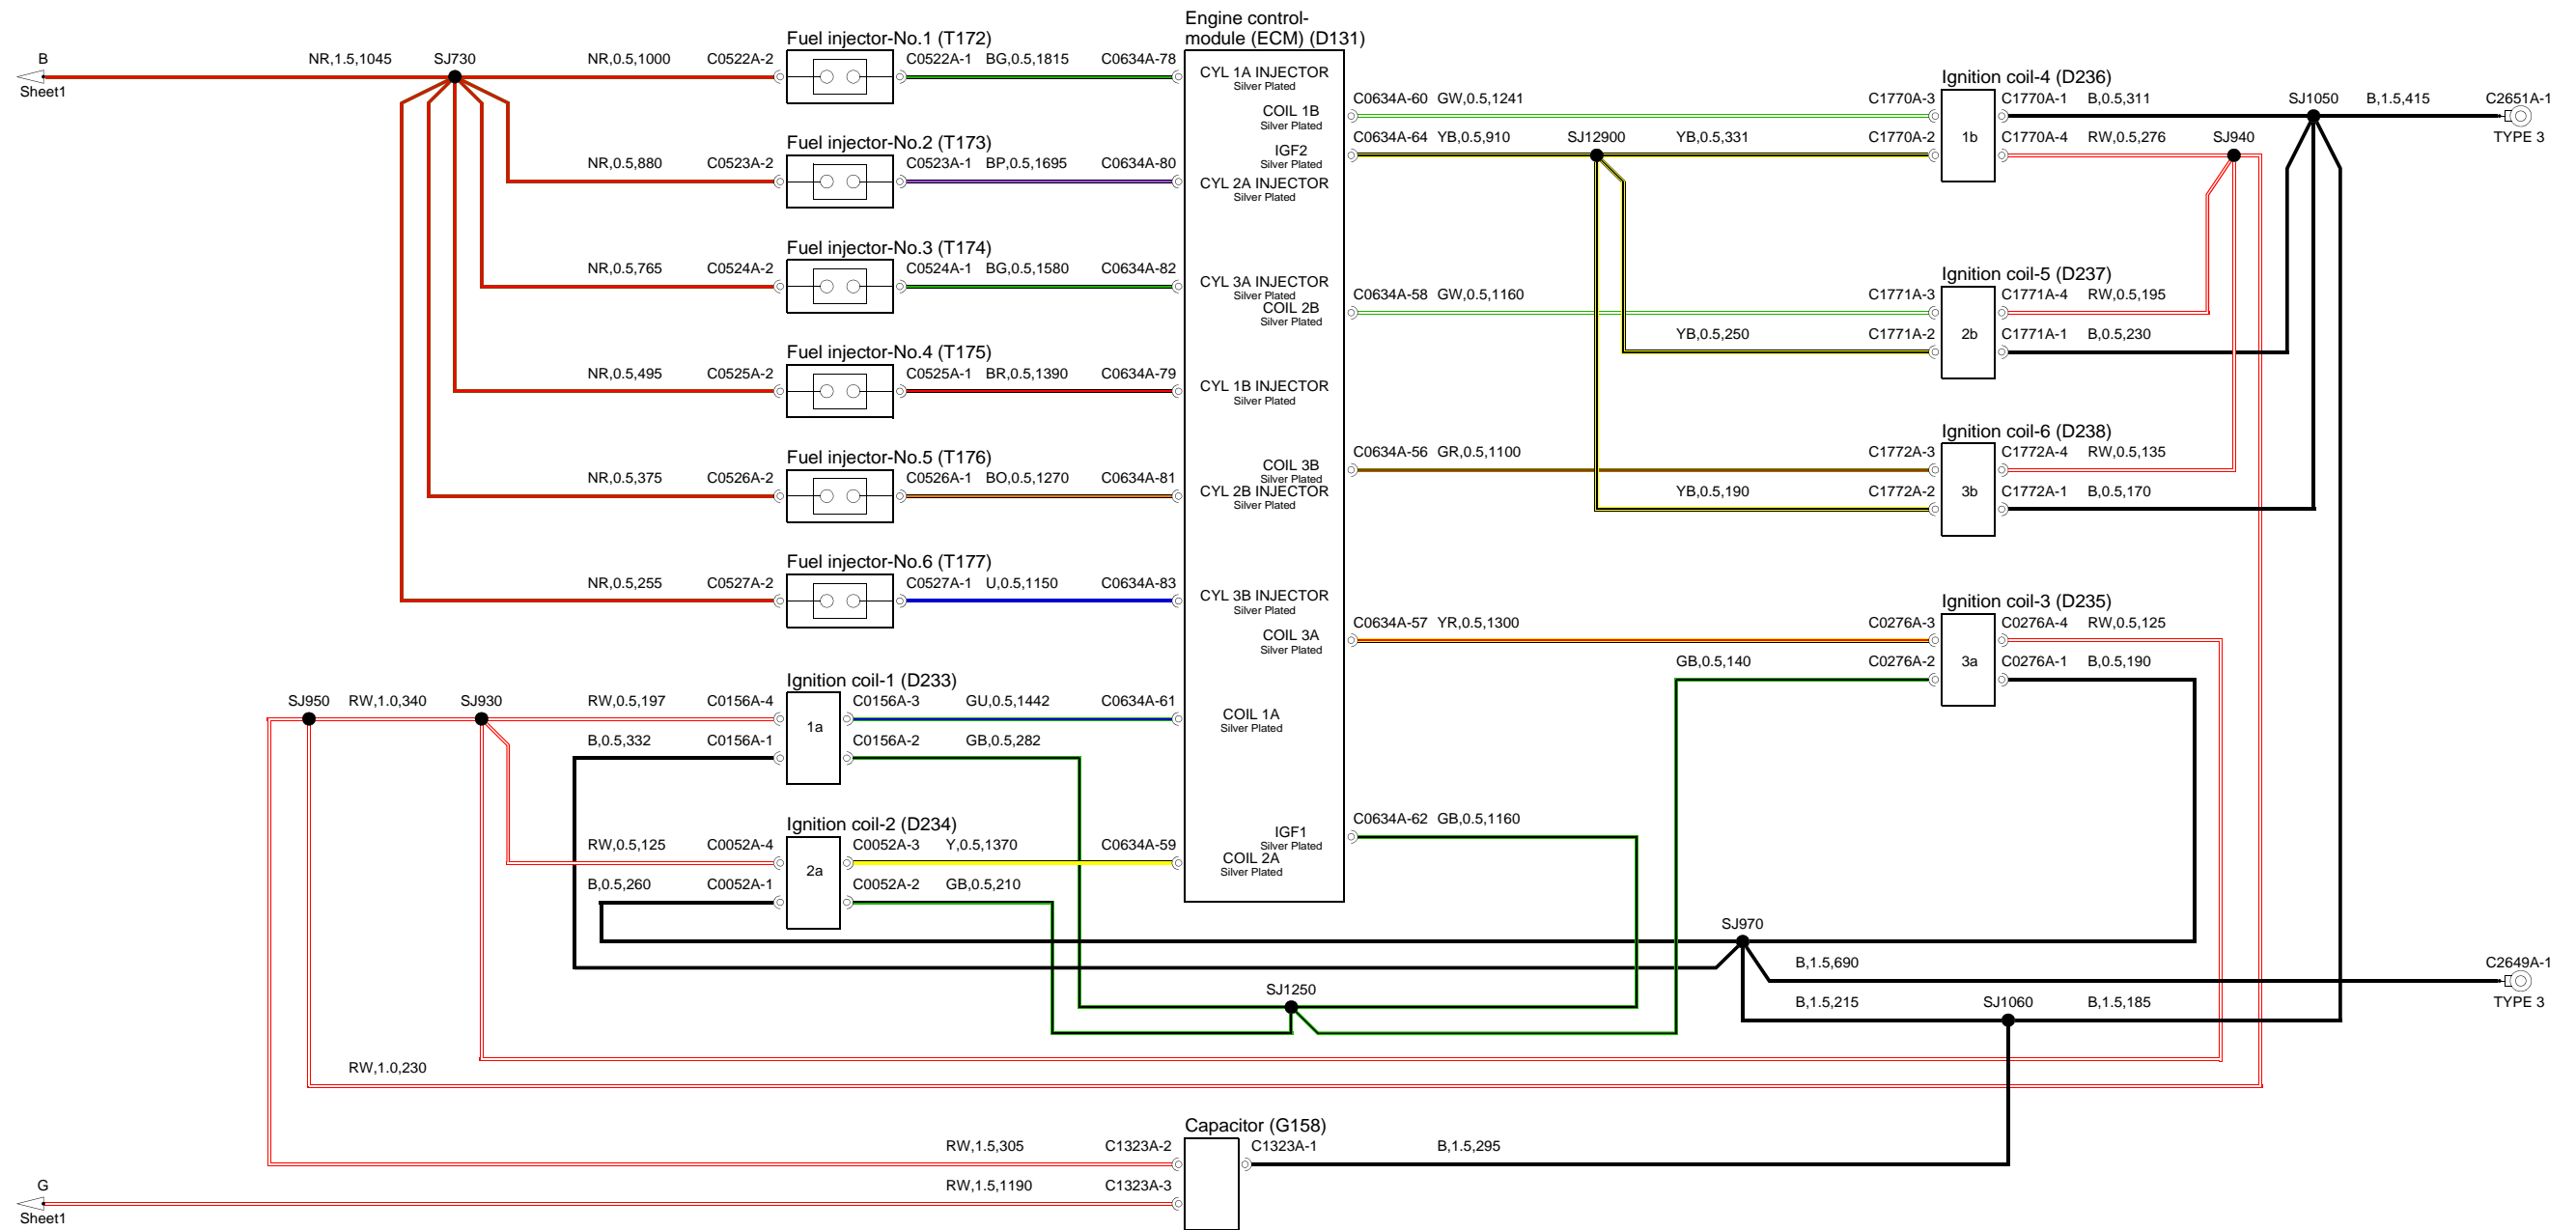 Engine control-
module (ECM) (D131)
B
Sheet1
NR,1.5,1045
SJ730
NR,0.5,1000
C0522A-2
Fuel injector-No.1 (T172)
C0522A-1
BG,0.5,1815
C0634A-78
CYL 1A INJECTOR
Silver Plated
NR,0.5,880
C0523A-2
Fuel injector-No.2 (T173)
C0523A-1
BP,0.5,1695
C0634A-80
CYL 2A INJECTOR
Silver Plated
NR,0.5,765
C0524A-2
Fuel injector-No.3 (T174)
C0524A-1
BG,0.5,1580
C0634A-82
CYL 3A INJECTOR
Silver Plated
NR,0.5,495
C0525A-2
Fuel injector-No.4 (T175)
C0525A-1
BR,0.5,1390
C0634A-79
CYL 1B INJECTOR
Silver Plated
NR,0.5,375
C0526A-2
Fuel injector-No.5 (T176)
C0526A-1
BO,0.5,1270
C0634A-81
CYL 2B INJECTOR
Silver Plated
NR,0.5,255
C0527A-2
Fuel injector-No.6 (T177)
C0527A-1
U,0.5,1150
C0634A-83
CYL 3B INJECTOR
Silver Plated
SJ950
RW,1.0,340
SJ930
RW,0.5,197
C0156A-4
Ignition coil-1 (D233)
1a
C0156A-3
GU,0.5,1442
C0634A-61
COIL 1A
Silver Plated
B,0.5,332
C0156A-1
C0156A-2
GB,0.5,282
RW,0.5,125
C0052A-4
Ignition coil-2 (D234)
2a
C0052A-3
Y,0.5,1370
C0634A-59
COIL 2A
Silver Plated
B,0.5,260
C0052A-1
C0052A-2
GB,0.5,210
COIL 1B
Silver Plated
C0634A-60
GW,0.5,1241
C1770A-3
Ignition coil-4 (D236)
1b
C1770A-1
B,0.5,311
SJ1050
B,1.5,415
C2651A-1
TYPE 3
IGF2
Silver Plated
C0634A-64
YB,0.5,910
SJ12900
YB,0.5,331
C1770A-2
C1770A-4
RW,0.5,276
SJ940
COIL 2B
Silver Plated
C0634A-58
GW,0.5,1160
C1771A-3
Ignition coil-5 (D237)
2b
C1771A-4
RW,0.5,195
YB,0.5,250
C1771A-2
C1771A-1
B,0.5,230
COIL 3B
Silver Plated
C0634A-56
GR,0.5,1100
C1772A-3
Ignition coil-6 (D238)
3b
C1772A-4
RW,0.5,135
YB,0.5,190
C1772A-2
C1772A-1
B,0.5,170
COIL 3A
Silver Plated
C0634A-57
YR,0.5,1300
C0276A-3
Ignition coil-3 (D235)
3a
C0276A-4
RW,0.5,125
GB,0.5,140
C0276A-2
C0276A-1
B,0.5,190
IGF1
Silver Plated
C0634A-62
GB,0.5,1160
SJ970
B,1.5,690
C2649A-1
TYPE 3
SJ1250
B,1.5,215
SJ1060
B,1.5,185
RW,1.0,230
Capacitor (G158)
RW,1.5,305
C1323A-2
C1323A-1
B,1.5,295
G
Sheet1
RW,1.5,1190
C1323A-3